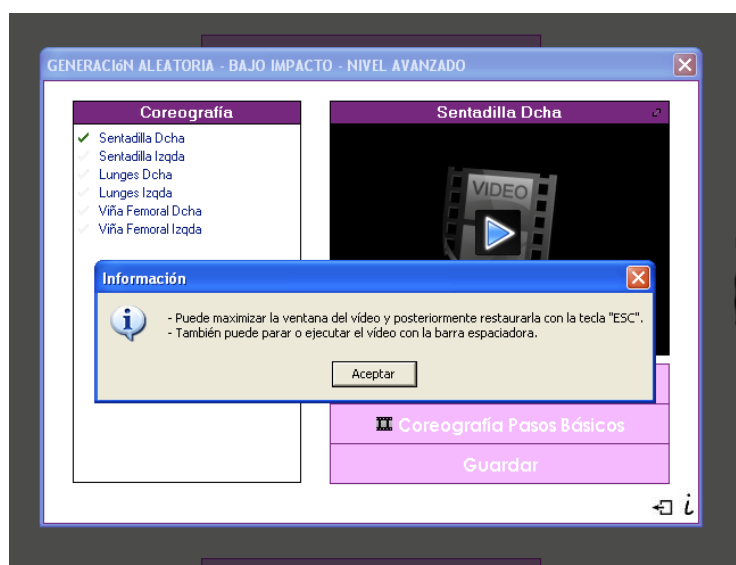 GENERACIóN ALEATORIA - BAJO IMPACTO - NIVEL AVANZADO
Coreografía
Sentadilla Dcha
Sentadilla Izqda
Lunges Dcha
Lunges Izqda
Viña Femoral Dcha
Viña Femoral Izqda
Sentadilla Dcha
VIDEO
Información
- Puede maximizar la ventana del vídeo y posteriormente restaurarla con la tecla "ESC".
- También puede parar o ejecutar el vídeo con la barra espaciadora.
Aceptar
Coreografía Pasos Básicos
Guardar
i